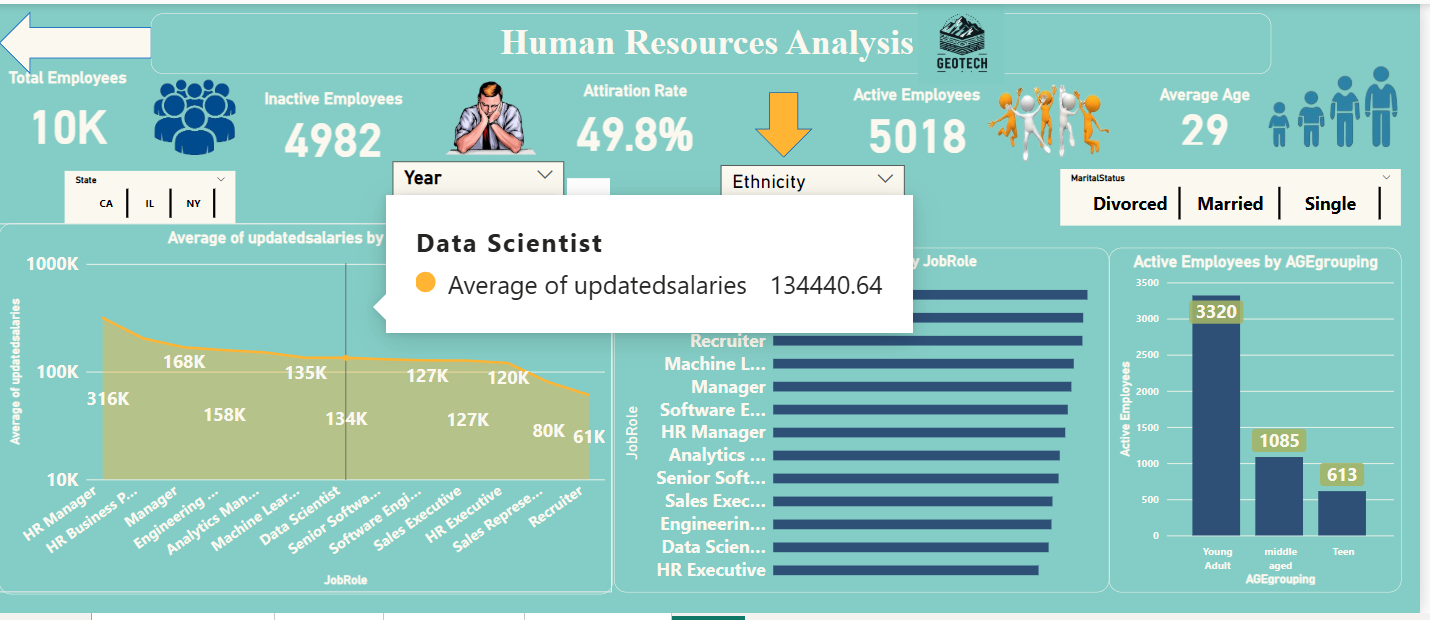 Human Resources Analysis
GEOTECH
Total Employees
10K
Inactive Employees
4982
Attiration Rate
49.8%
Active Employees
5018
Average Age
29
State
CA
IL
NY
Year
Ethnicity
MaritalStatus
Divorced
Married
Single
Average of updatedsalaries by
Data Scientist
Average of updatedsalaries 134440.64
Average of updatedsalaries
1000K
100K
10K
316K
168K
158K
135K
134K
127K
127K
120K
80K
61K
HR Manager
HR Business P...
Manager
Engineering ...
Analytics Man...
Machine Lear...
Data Scientist
Senior Softwa...
Software Engi...
Sales Executive
HR Executive
Sales Represe...
Recruiter
JobRole
y JobRole
JobRole
Recruiter
Machine L...
Manager
Software E...
HR Manager
Analytics ...
Senior Soft...
Sales Exec...
Engineerin...
Data Scien...
HR Executive
Active Employees by AGEgrouping
Active Employees
3500
3000
2500
2000
1500
1000
500
0
3320
1085
613
Young
Adult
middle
aged
Teen
AGEgrouping